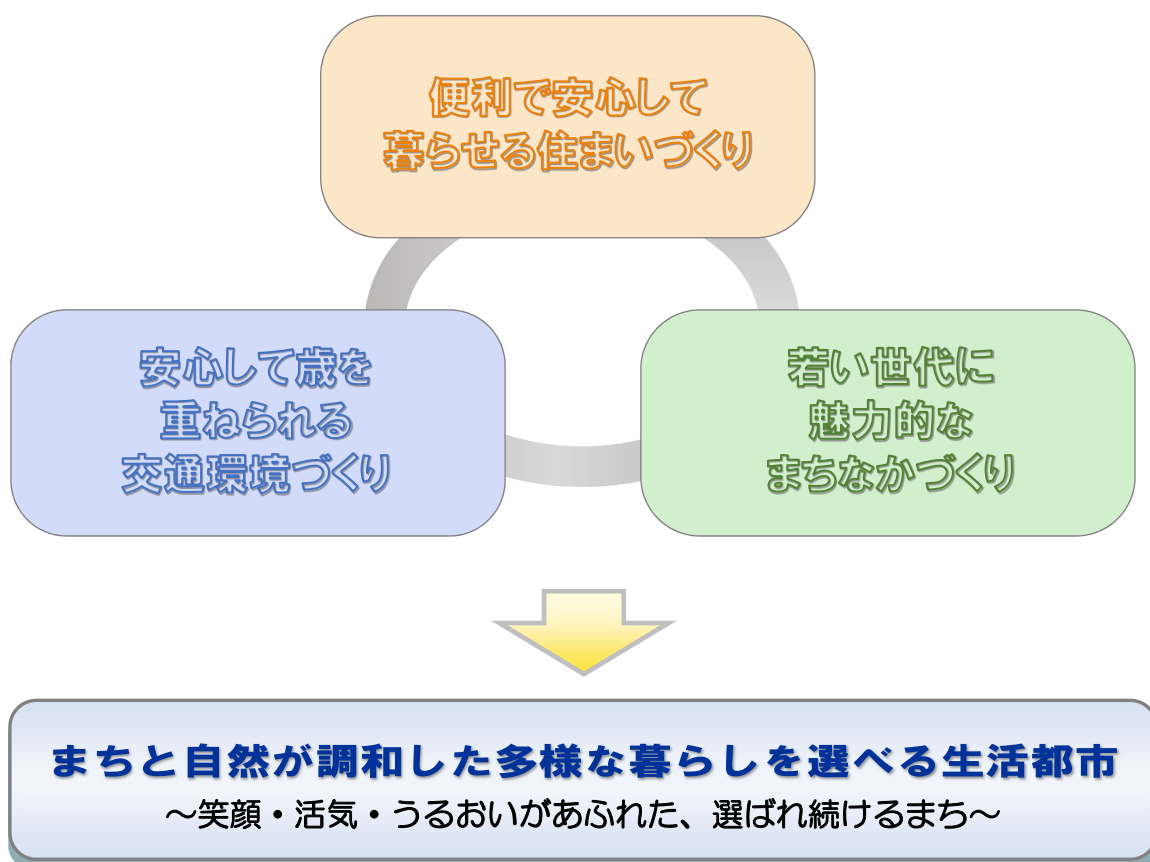 便利で安心して
暮らせる住まいづくり
安心して歳を
重ねられる
交通環境づくり
若い世代に
魅力的な
まちなかづくり
まちと自然が調和した多様な暮らしを選べる生活都市
～笑顔・活気・うるおいがあふれた、選ばれ続けるまち～